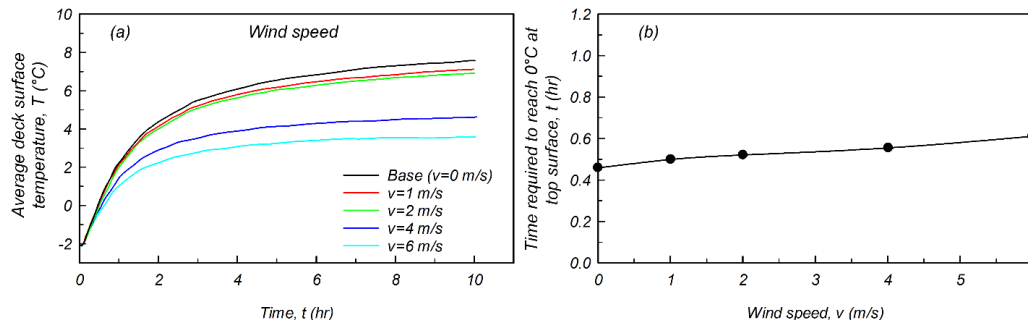 (a) Wind speed
Average deck surface
temperature, T (°C)
10
8
6
4
2
0
-2
Base (v=0 m/s)
v=1 m/s
v=2 m/s
v=4 m/s
v=6 m/s
0 2 4 6 8 10
Time, t (hr)
(b)
Time required to reach 0°C at
top surface, t (hr)
1.2
1.0
0.8
0.6
0.4
0.2
0.0
0 1 2 3 4 5
Wind speed, v (m/s)